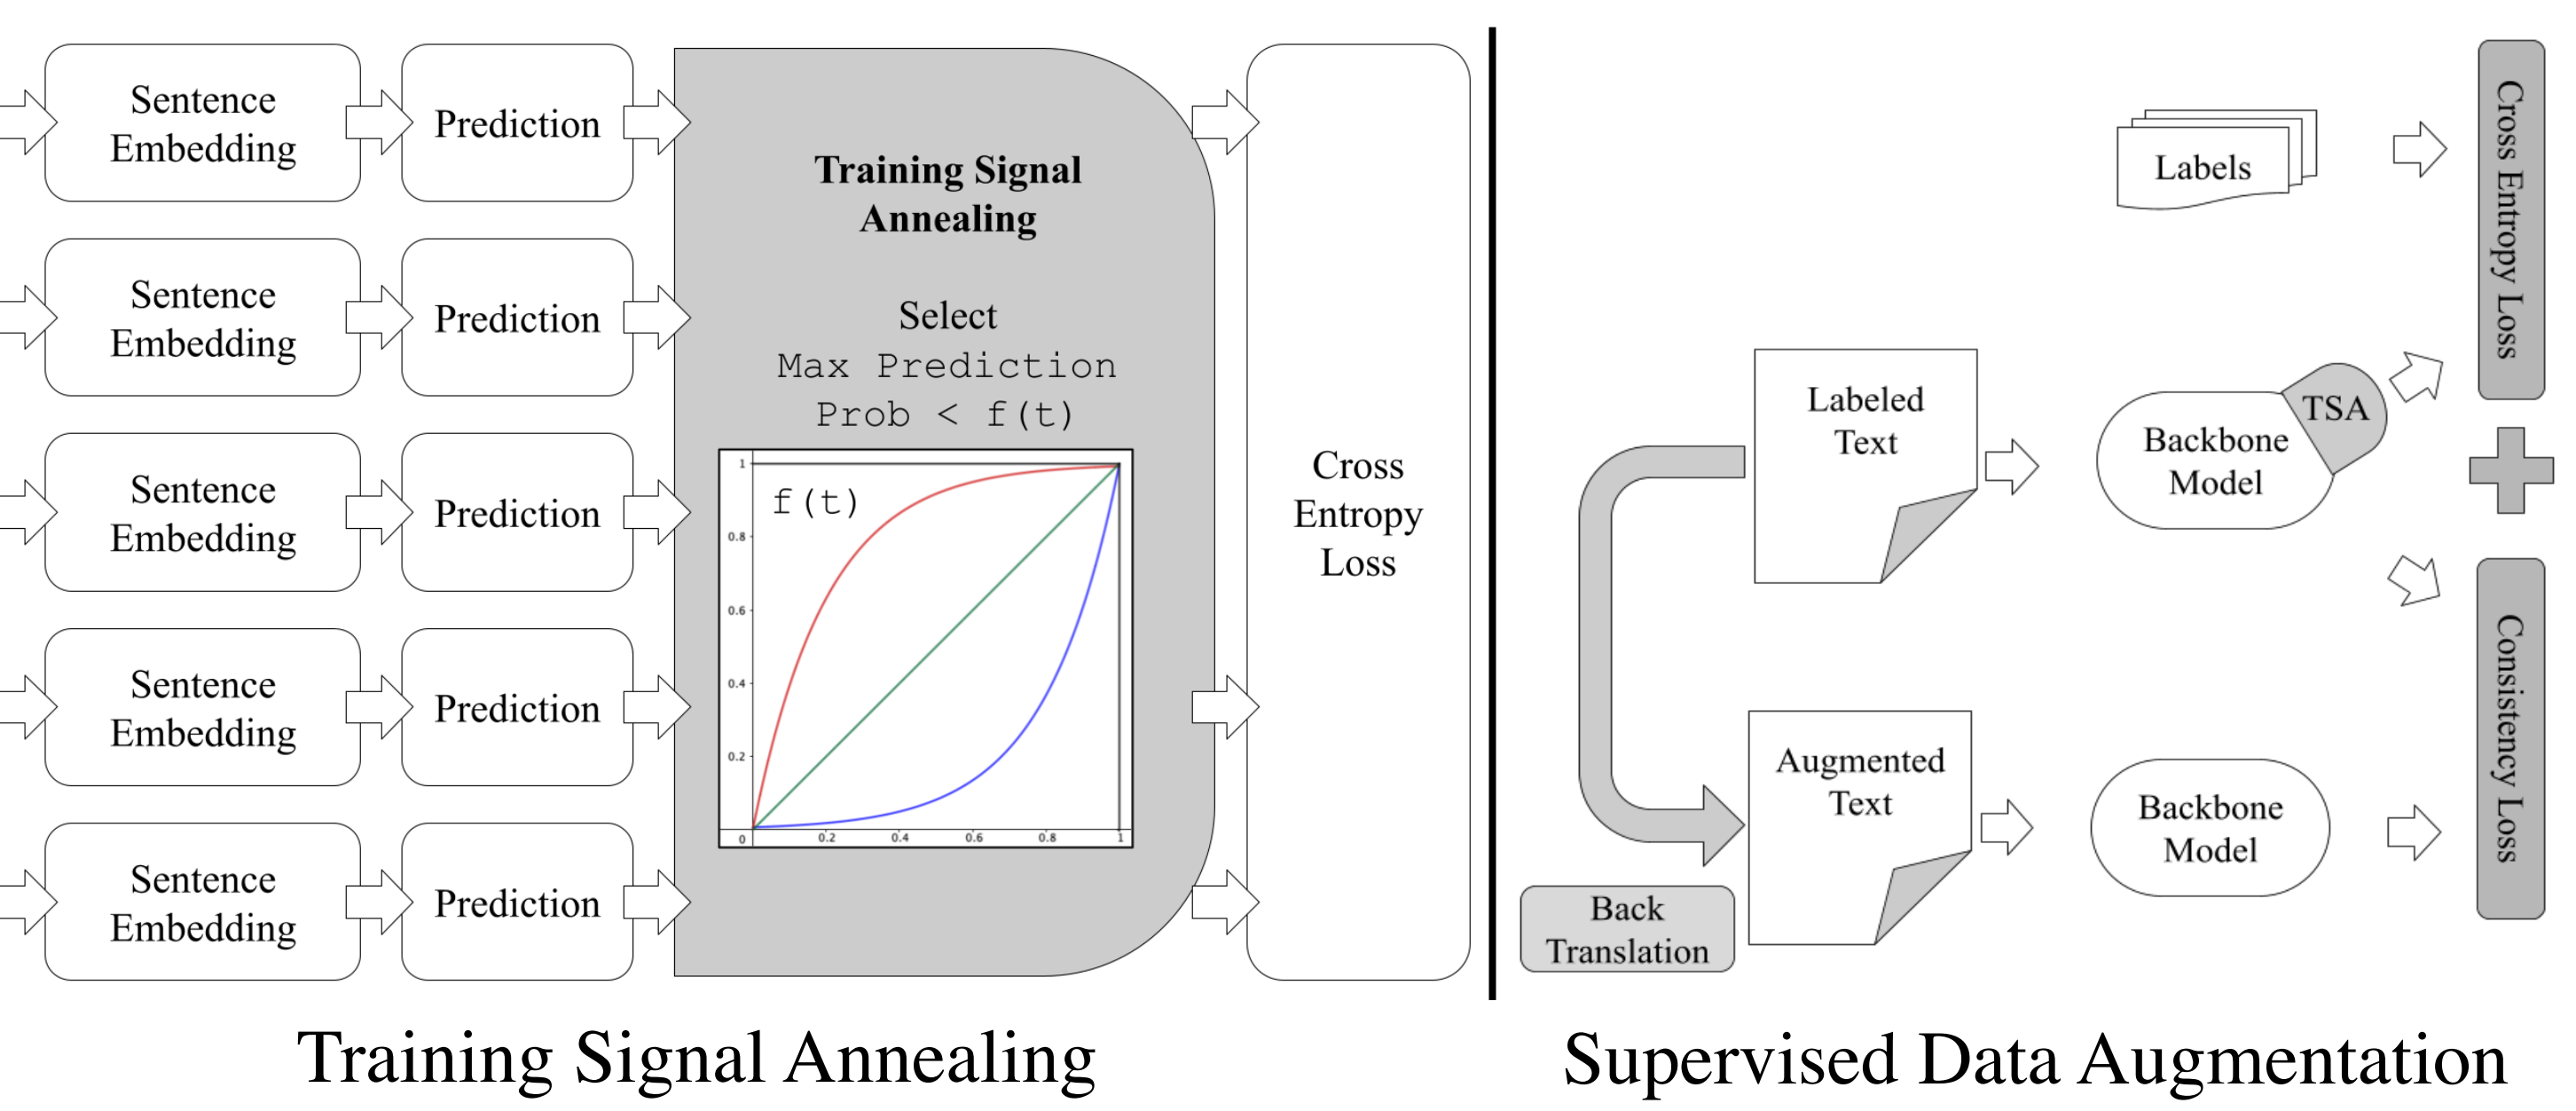 Sentence
Embedding
Prediction
Sentence
Embedding
Prediction
Sentence
Embedding
Prediction
Sentence
Embedding
Prediction
Sentence
Embedding
Prediction
Training Signal
Annealing
Select
Max Prediction
Prob < f(t)
f(t)
1
0.8
0.6
0.4
0.2
0
0.2
0.4
0.6
0.8
1
Cross
Entropy
Loss
Training Signal Annealing
Labels
Cross Entropy Loss
Labeled
Text
Backbone
Model
TSA
Augmented
Text
Backbone
Model
Consistency Loss
Back
Translation
Supervised Data Augmentation